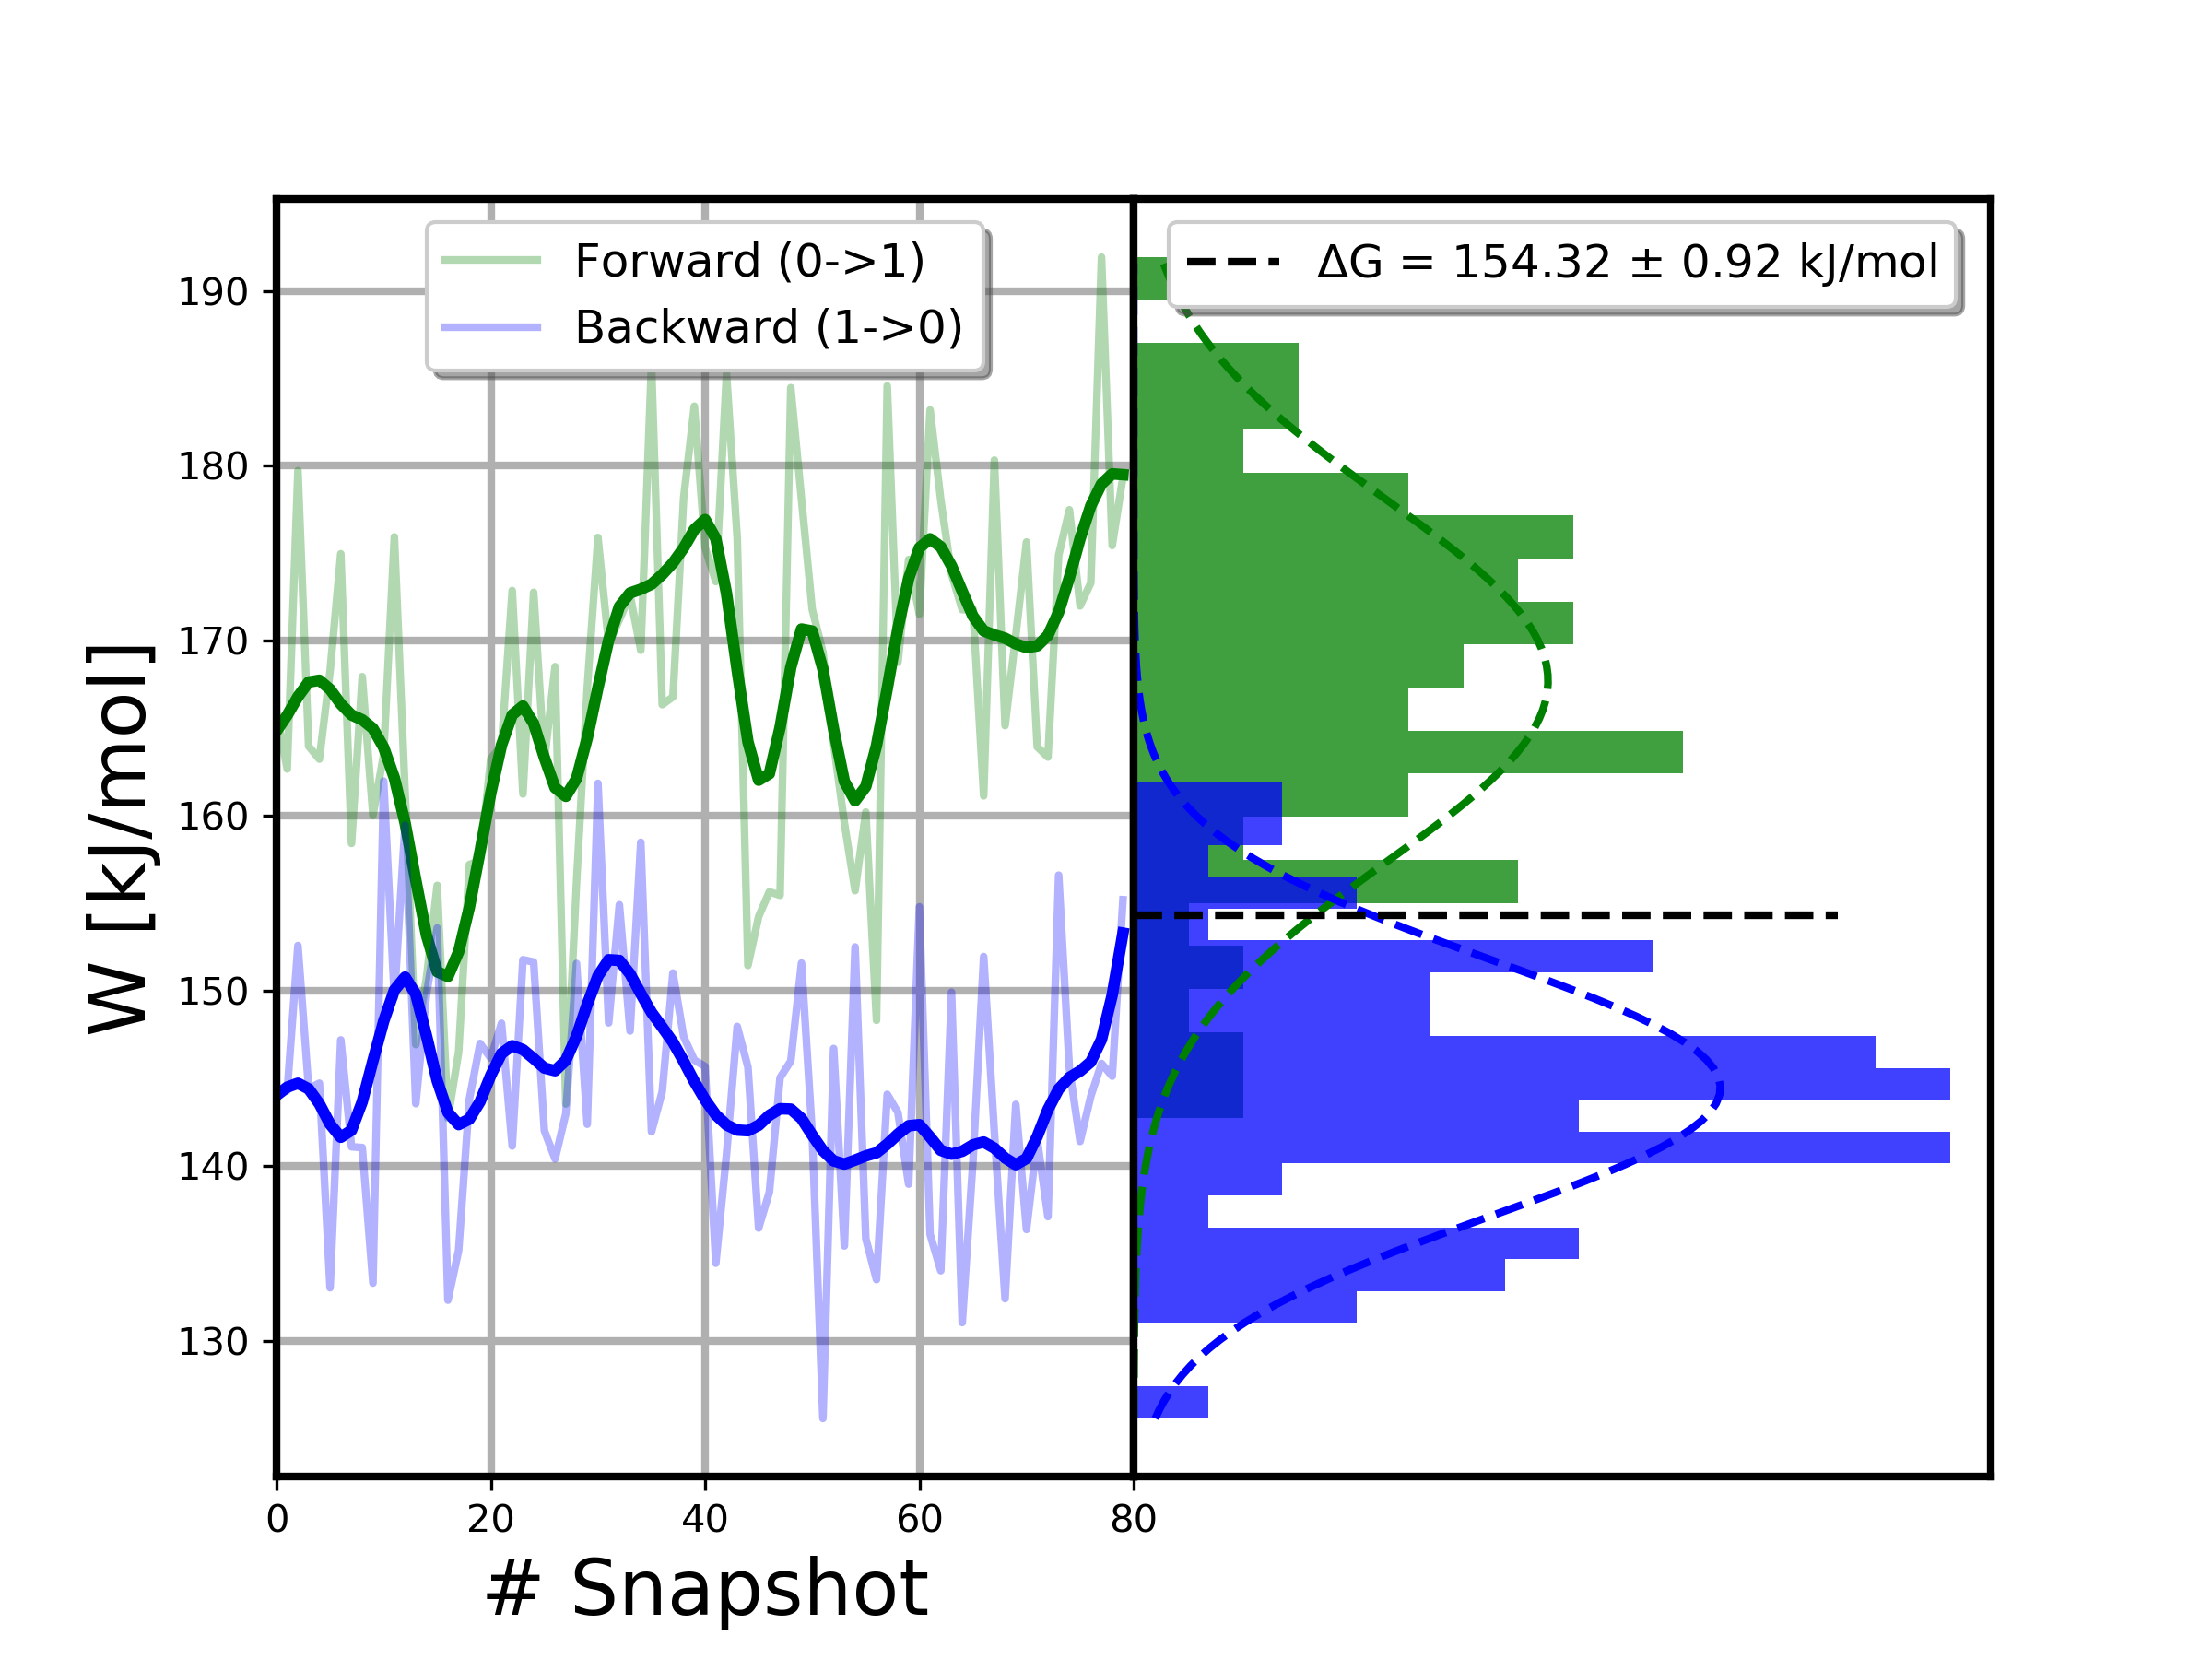 Forward (0->1)
Backward (1->0)
ΔG = 154.32 ± 0.92 kJ/mol
W [kJ/mol]
190
180
170
160
150
140
130
0 20 40 60 80
# Snapshot